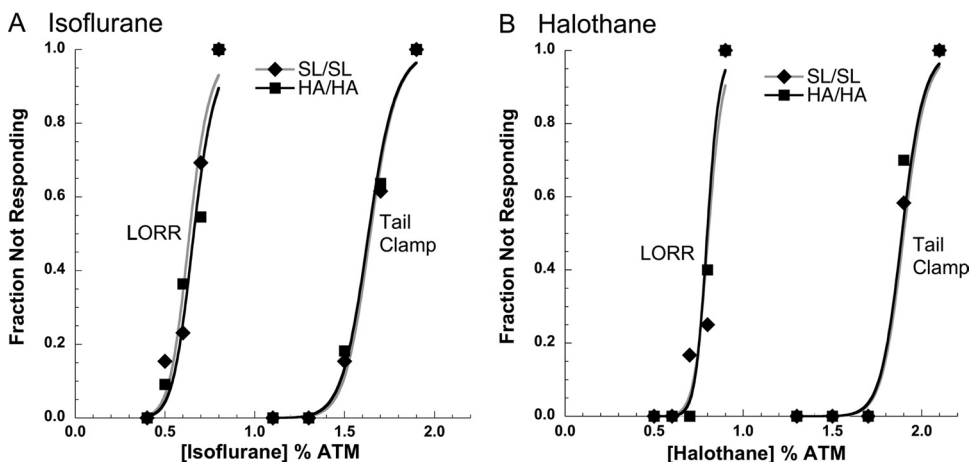 A Isoflurane
1.0
0.8
0.6
0.4
0.2
0.0
Fraction Not Responding
SL/SL
HA/HA
LORR
Tail
Clamp
0.0 0.5 1.0 1.5 2.0
[Isoflurane] % ATM
B Halothane
1.0
0.8
0.6
0.4
0.2
0.0
Fraction Not Responding
SL/SL
HA/HA
LORR
Tail
Clamp
0.0 0.5 1.0 1.5 2.0
[Halothane] % ATM